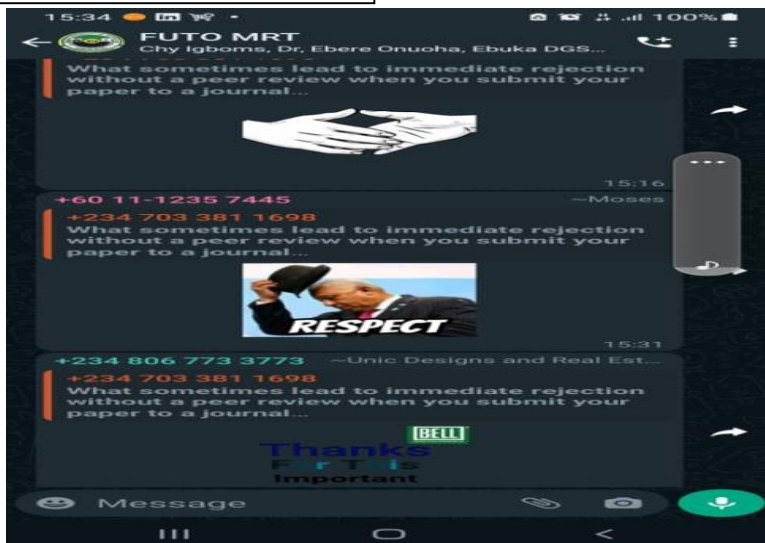 15:34
100%
FUTO MRT
Chy Igboms, Dr, Ebere Onuoha, Ebuka DGS...
What sometimes lead to immediate rejection
without a peer review when you submit your
paper to a journal...
15:16
+60 11-1235 7445 ~Moses
+234 703 381 1698
What sometimes lead to immediate rejection
without a peer review when you submit your
paper to a journal...
RESPECT
15:31
+234 806 773 3773 ~Unic Designs and Real Est...
+234 703 381 1698
What sometimes lead to immediate rejection
without a peer review when you submit your
paper to a journal...
BELL
Thanks
For This
Important
Message